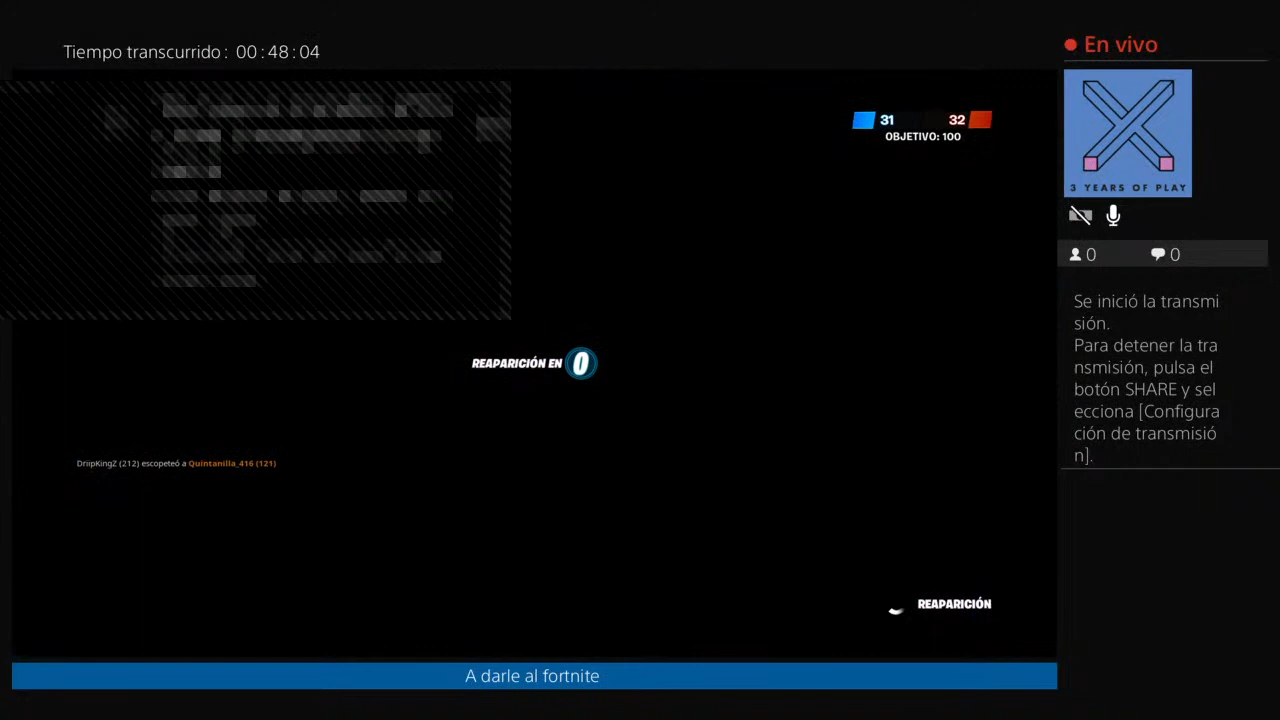 Tiempo transcurrido: 00:48:04
En vivo
31 32
OBJETIVO: 100
3 YEARS OF PLAY
0 0
Se inició la transmi
sión.
Para detener la tra
nsmisión, pulsa el
botón SHARE y sel
ecciona [Configura
ción de transmisió
n].
REAPARICIÓN EN 0
DriipKingZ (212) escopeteó a Quintanilla_416 (121)
REAPARICIÓN
A darle al fortnite